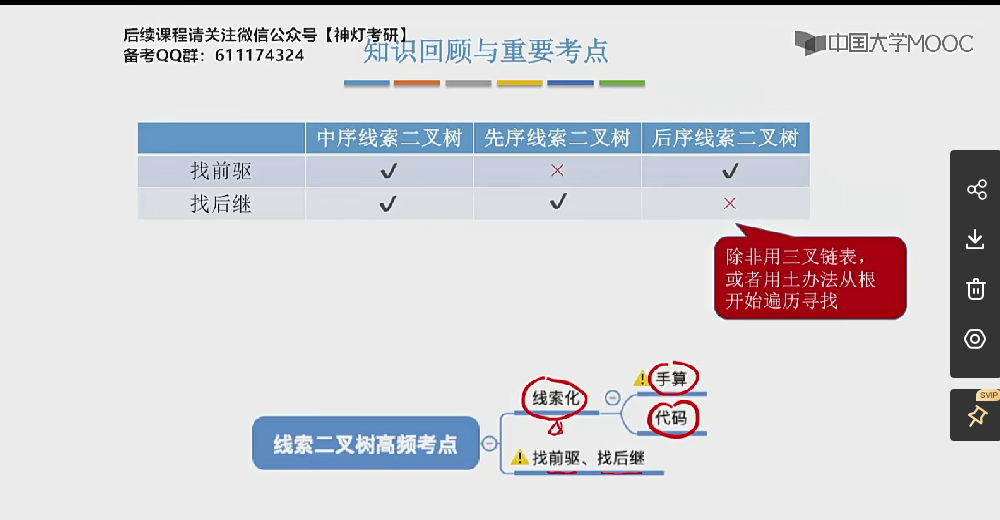 后续课程请关注微信公众号【神灯考研】
备考QQ群：611174324
知识回顾与重要考点
中国大学MOOC
中序线索二叉树 先序线索二叉树 后序线索二叉树
找前驱 ✓ × ✓
找后继 ✓ ✓ ×
除非用三叉链表，
或者用土办法从根
开始遍历寻找
SVIP
线索二叉树高频考点
线索化
手算
代码
找前驱、找后继